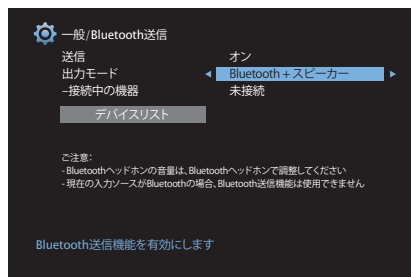 一般/Bluetooth送信
送信 オン
出力モード Bluetooth + スピーカー
–接続中の機器 未接続
デバイスリスト
ご注意：
- Bluetoothヘッドホンの音量は、Bluetoothヘッドホンで調整してください
- 現在の入力ソースがBluetoothの場合、Bluetooth送信機能は使用できません
Bluetooth送信機能を有効にします